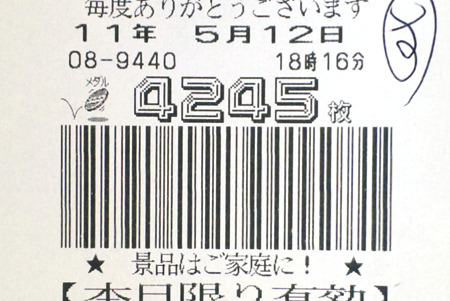 毎度ありがとうございます
11年 5月12日
08-9440 18時16分
メダル 4245枚
★ 景品はご家庭に! ★
【本日限り有効】